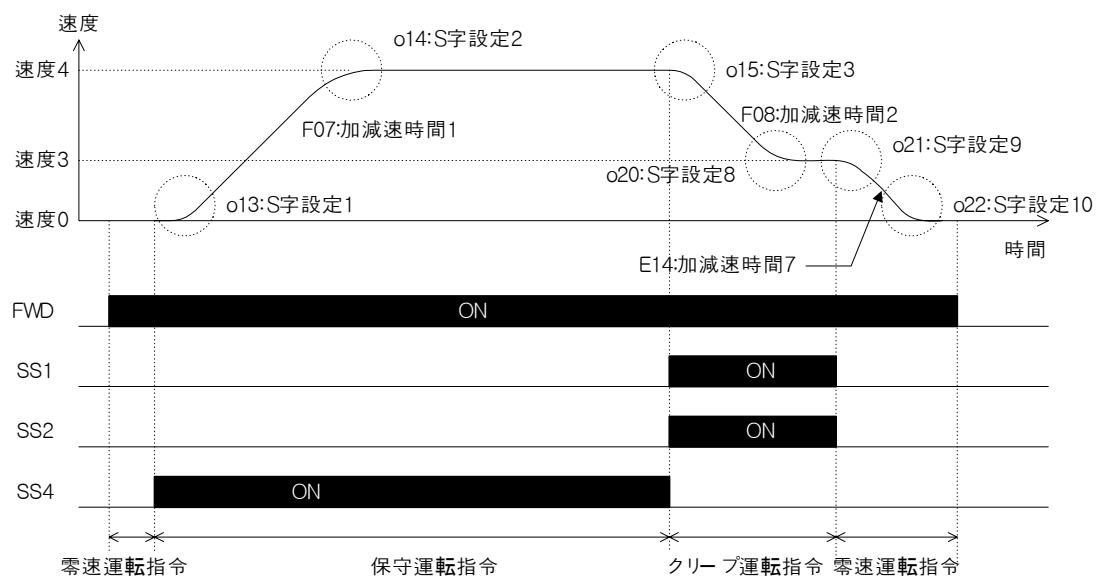 速度
o14:S字設定2
速度4
o15:S字設定3
F07:加減速時間1
F08:加減速時間2
o21:S字設定9
速度3
o20:S字設定8
o13:S字設定1
o22:S字設定10
速度0
時間
E14:加減速時間7
FWD
ON
SS1
ON
SS2
ON
SS4
ON
零速運転指令
保守運転指令
クリープ運転指令
零速運転指令